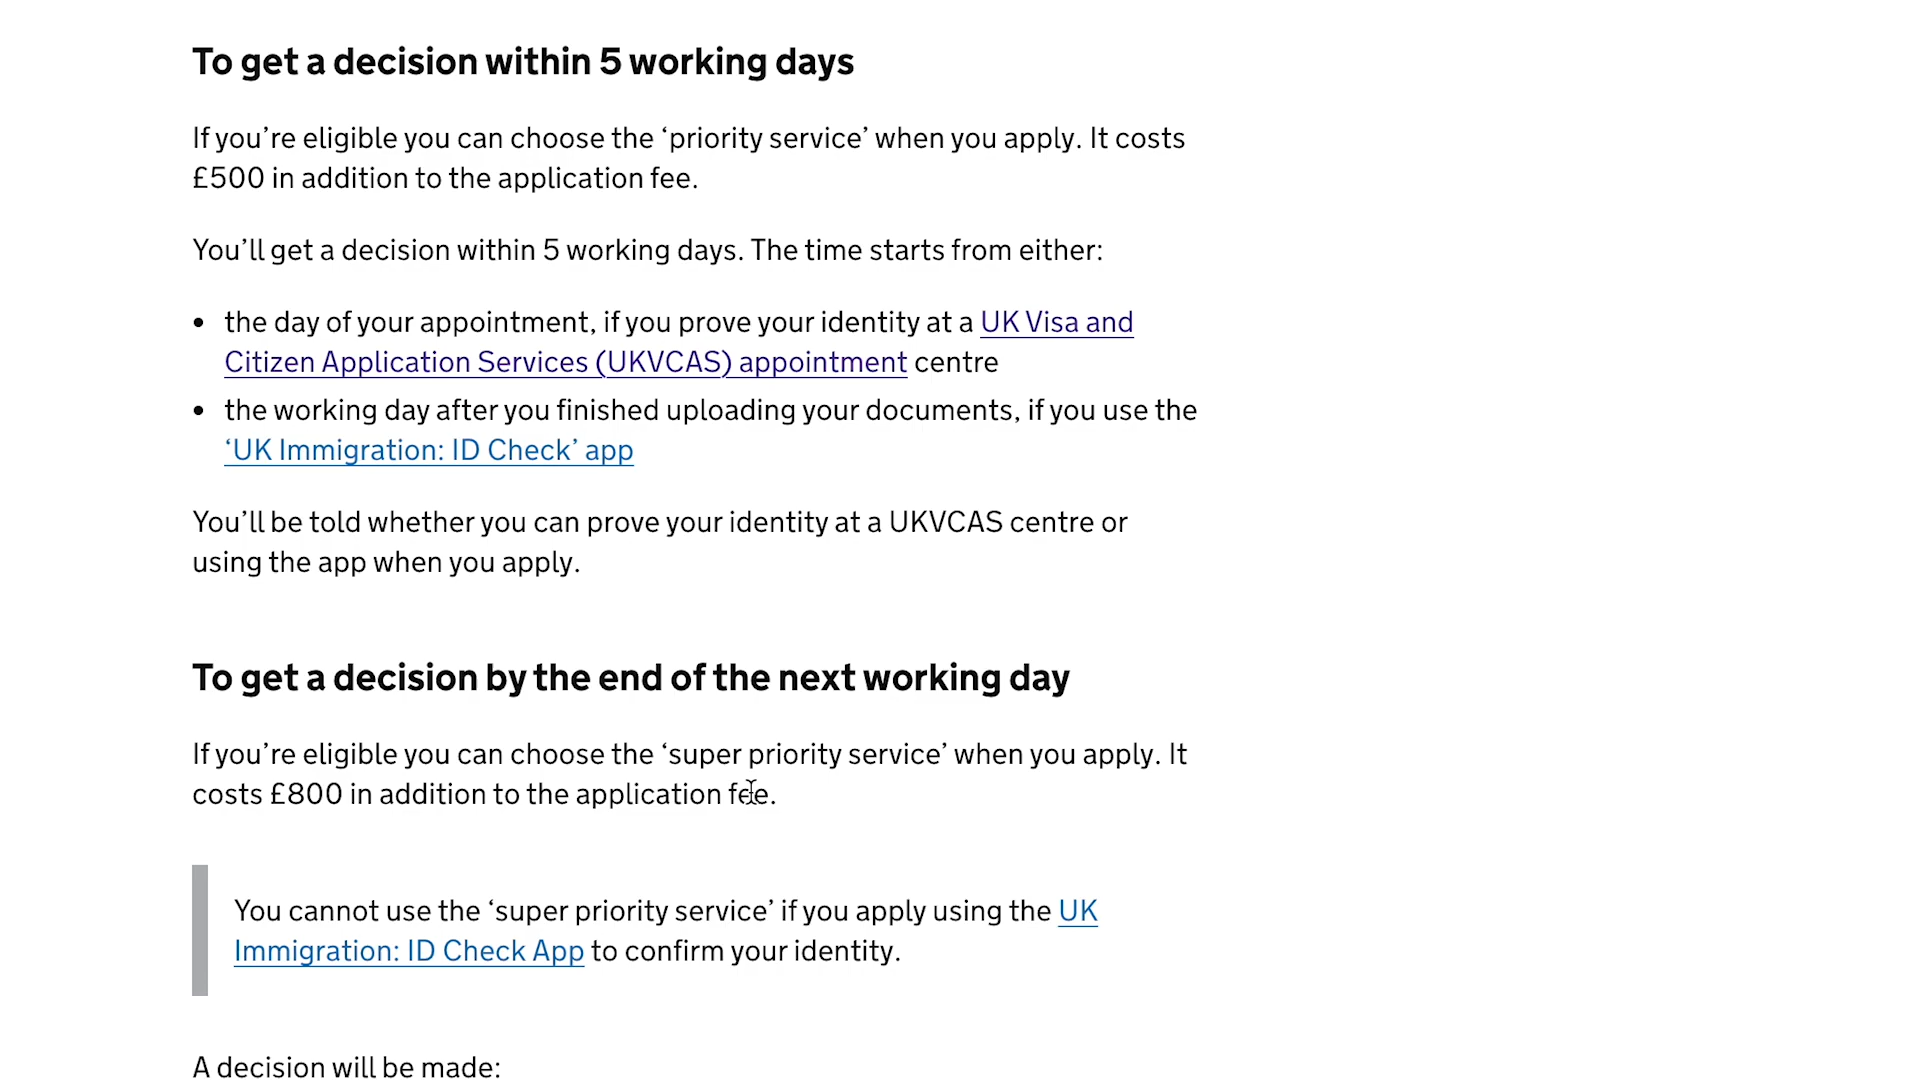 To get a decision within 5 working days
If you’re eligible you can choose the ‘priority service’ when you apply. It costs
£500 in addition to the application fee.
You’ll get a decision within 5 working days. The time starts from either:
• the day of your appointment, if you prove your identity at a UK Visa and
Citizen Application Services (UKVCAS) appointment centre
• the working day after you finished uploading your documents, if you use the
‘UK Immigration: ID Check’ app
You’ll be told whether you can prove your identity at a UKVCAS centre or
using the app when you apply.
To get a decision by the end of the next working day
If you’re eligible you can choose the ‘super priority service’ when you apply. It
costs £800 in addition to the application fee.
You cannot use the ‘super priority service’ if you apply using the UK
Immigration: ID Check App to confirm your identity.
A decision will be made: